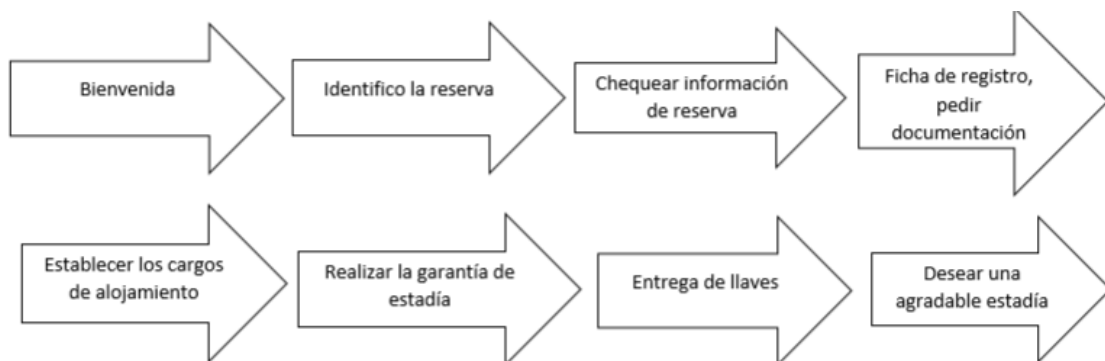 Bienvenida
Identifico la reserva
Chequear información
de reserva
Ficha de registro,
pedir
documentación
Establecer los cargos
de alojamiento
Realizar la garantía de
estadía
Entrega de llaves
Desear una
agradable estadía